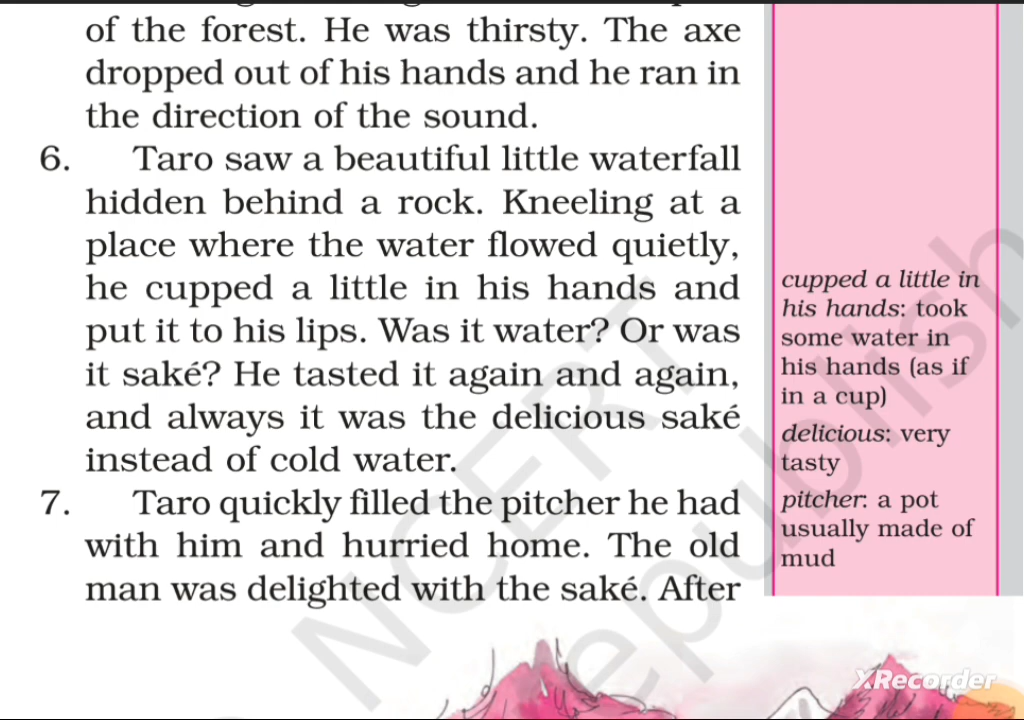 of the forest. He was thirsty. The axe
dropped out of his hands and he ran in
the direction of the sound.
6. Taro saw a beautiful little waterfall
hidden behind a rock. Kneeling at a
place where the water flowed quietly,
he cupped a little in his hands and
put it to his lips. Was it water? Or was
it saké? He tasted it again and again,
and always it was the delicious saké
instead of cold water.
7. Taro quickly filled the pitcher he had
with him and hurried home. The old
man was delighted with the saké. After
cupped a little in
his hands: took
some water in
his hands (as if
in a cup)
delicious: very
tasty
pitcher: a pot
usually made of
mud
NCERT
republish
XRecorder